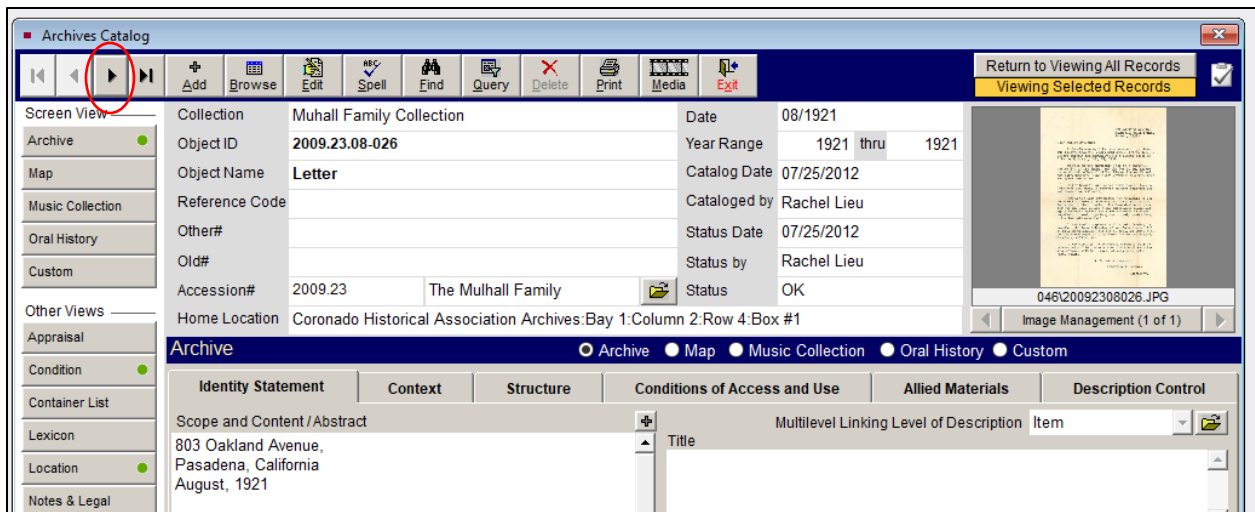 Archives Catalog
Add Browse Edit ABC Spell Find Query Delete Print Media Exit
Return to Viewing All Records
Viewing Selected Records
Screen View
Archive
Map
Music Collection
Oral History
Custom
Other Views
Appraisal
Condition
Container List
Lexicon
Location
Notes & Legal
Collection Muhall Family Collection
Object ID 2009.23.08-026
Object Name Letter
Reference Code
Other#
Old#
Accession# 2009.23 The Mulhall Family
Home Location Coronado Historical Association Archives:Bay 1:Column 2:Row 4:Box #1
Date 08/1921
Year Range 1921 thru 1921
Catalog Date 07/25/2012
Cataloged by Rachel Lieu
Status Date 07/25/2012
Status by Rachel Lieu
Status OK
046\20092308026.JPG
Image Management (1 of 1)
Archive Archive Map Music Collection Oral History Custom
Identity Statement Context Structure Conditions of Access and Use Allied Materials Description Control
Scope and Content / Abstract
803 Oakland Avenue,
Pasadena, California
August, 1921
Multilevel Linking Level of Description Item
Title